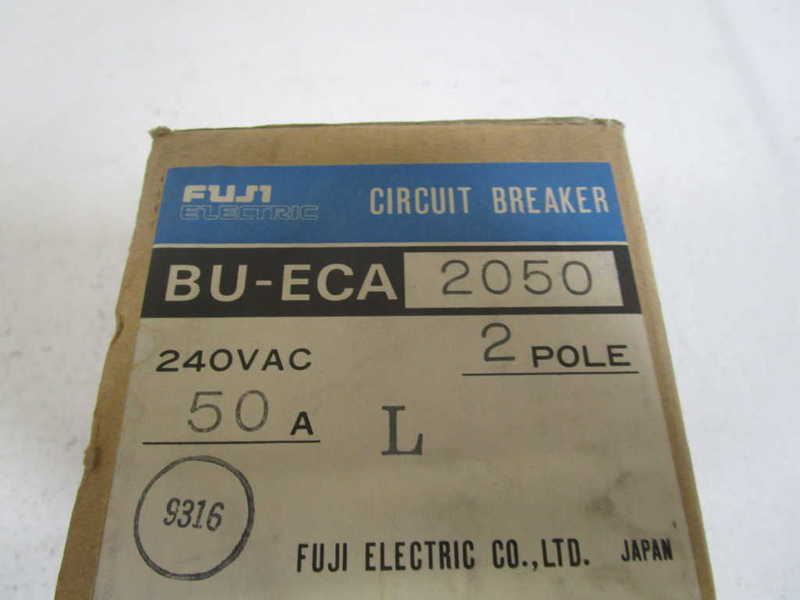 FUJI ELECTRIC CIRCUIT BREAKER
BU-ECA 2050
240VAC 2 POLE
50 A L
9316
FUJI ELECTRIC CO.,LTD. JAPAN